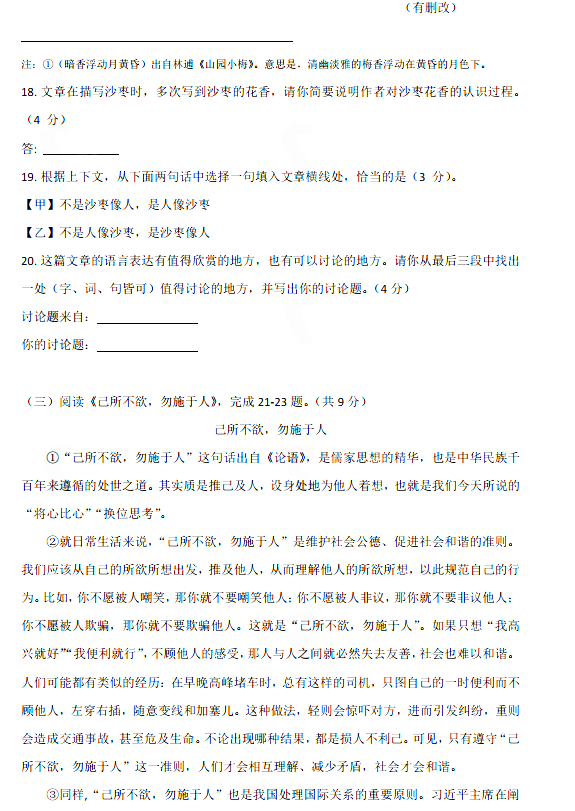 （有删改）
注：①（暗香浮动月黄昏）出自林逋《山园小梅》。意思是，清幽淡雅的梅香浮动在黄昏的月色下。
18. 文章在描写沙枣时，多次写到沙枣的花香，请你简要说明作者对沙枣花香的认识过程。
（4 分）
答:
19. 根据上下文，从下面两句话中选择一句填入文章横线处，恰当的是（3 分）。
【甲】不是沙枣像人，是人像沙枣
【乙】不是人像沙枣，是沙枣像人
20. 这篇文章的语言表达有值得欣赏的地方，也有可以讨论的地方。请你从最后三段中找出
一处（字、词、句皆可）值得讨论的地方，并写出你的讨论题。（4 分）
讨论题来自：
你的讨论题：
（三）阅读《己所不欲，勿施于人》，完成 21-23 题。（共 9 分）
己所不欲，勿施于人
①“己所不欲，勿施于人”这句话出自《论语》，是儒家思想的精华，也是中华民族千
百年来遵循的处世之道。其实质是推己及人，设身处地为他人着想，也就是我们今天所说的
“将心比心”“换位思考”。
②就日常生活来说，“己所不欲，勿施于人”是维护社会公德、促进社会和谐的准则。
我们应该从自己的所欲所想出发，推及他人，从而理解他人的所欲所想，以此规范自己的行
为。比如，你不愿被人嘲笑，那你就不要嘲笑他人；你不愿被人非议，那你就不要非议他人；
你不愿被人欺骗，那你就不要欺骗他人。这就是“己所不欲，勿施于人”。如果只想“我高
兴就好”“我便利就行”，不顾他人的感受，那人与人之间就必然失去友善，社会也难以和谐。
人们可能都有类似的经历：在早晚高峰堵车时，总有这样的司机，只图自己的一时便利而不
顾他人，左穿右插，随意变线和加塞儿。这种做法，轻则会惊吓对方，进而引发纠纷，重则
会造成交通事故，甚至危及生命。不论出现哪种结果，都是损人不利己。可见，只有遵守“己
所不欲，勿施于人”这一准则，人们才会相互理解、减少矛盾，社会才会和谐。
③同样，“己所不欲，勿施于人”也是我国处理国际关系的重要原则。习近平主席在阐